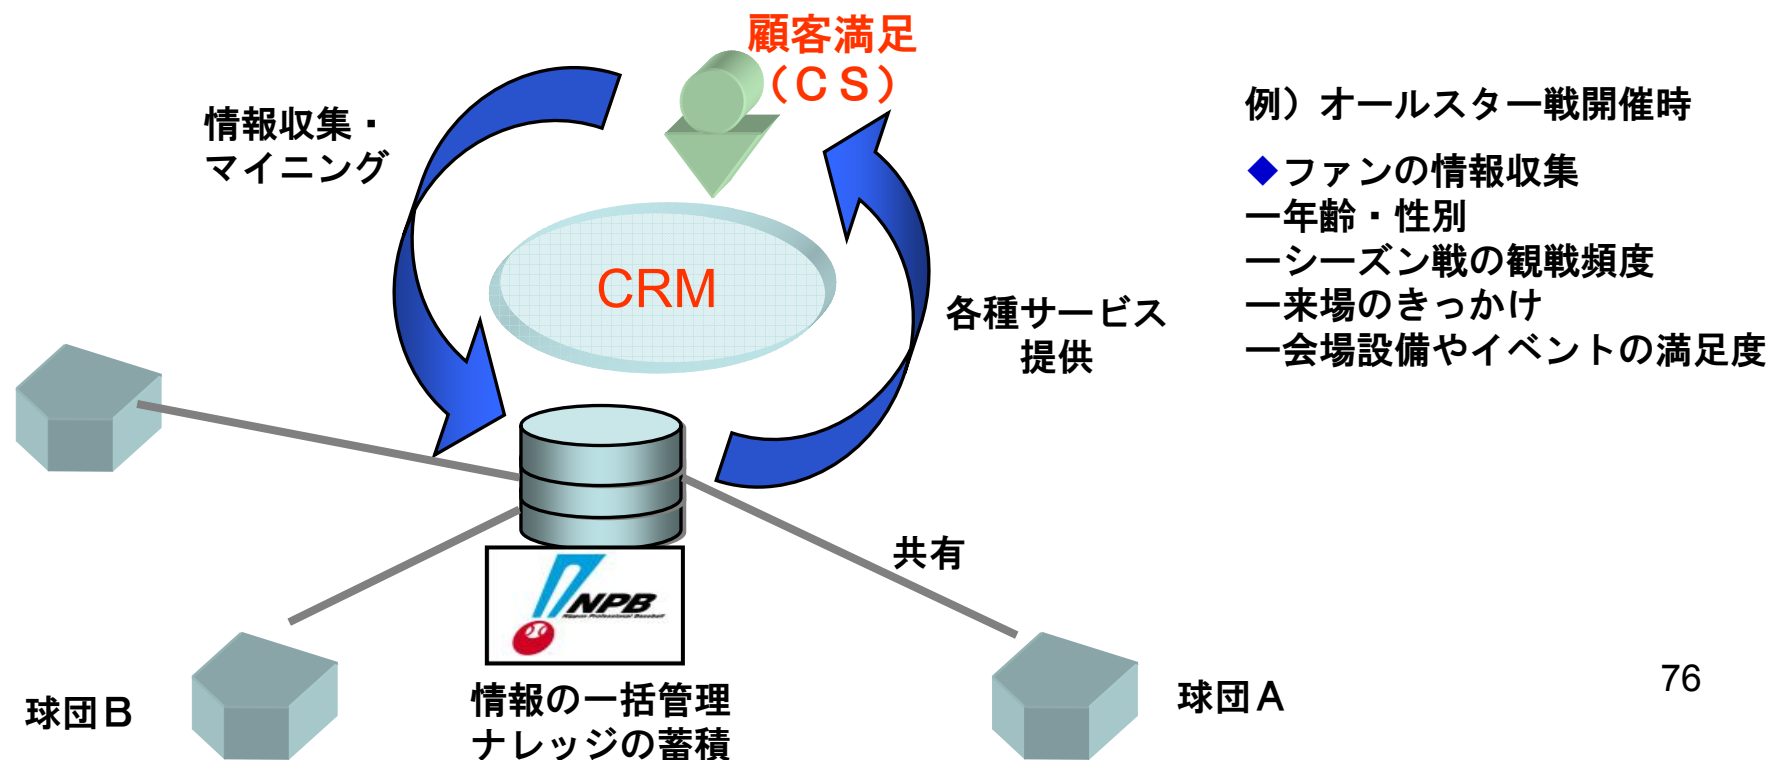 顧客満足
（ＣＳ）
情報収集・
マイニング
CRM
各種サービス
提供
例）オールスター戦開催時
◆ファンの情報収集
ー年齢・性別
ーシーズン戦の観戦頻度
ー来場のきっかけ
ー会場設備やイベントの満足度
共有
NPB
Nippon Professional Baseball
情報の一括管理
ナレッジの蓄積
球団Ｂ
球団Ａ
76